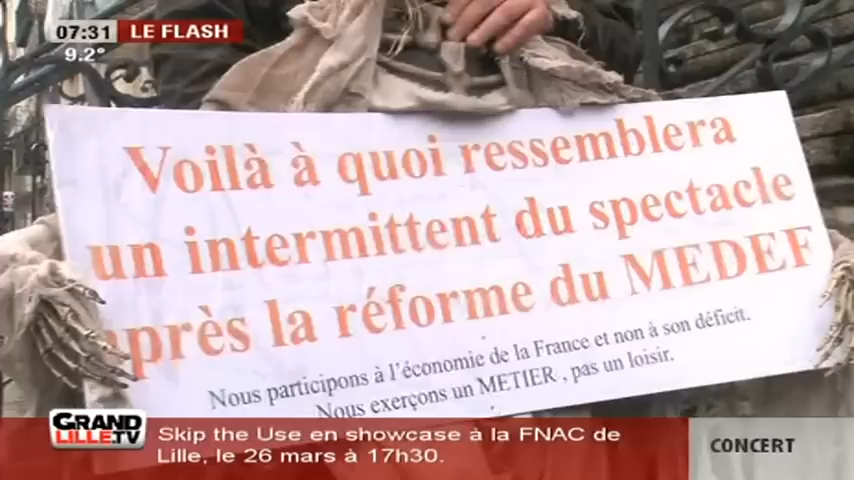 07:31 LE FLASH
9.2°
Voilà à quoi ressemblera
un intermittent du spectacle
après la réforme du MEDEF
Nous participons à l'économie de la France et non à son déficit.
Nous exerçons un METIER , pas un loisir.
GRAND
LILLE.TV
Skip the Use en showcase à la FNAC de
Lille, le 26 mars à 17h30.
CONCERT